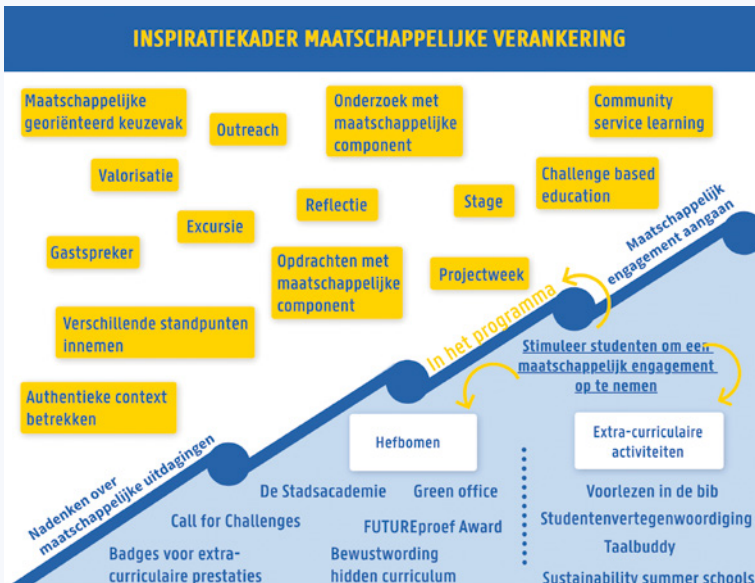 INSPIRATIEKADER MAATSCHAPPELIJKE VERANKERING
Maatschappelijke
georiënteerd keuzevak
Outreach
Onderzoek met
maatschappelijke
component
Community
service learning
Valorisatie
Challenge based
education
Reflectie
Stage
Excursie
Gastspreker
Opdrachten met
maatschappelijke
component
Projectweek
Verschillende standpunten
innemen
Authentieke context
betrekken
Nadenken over
maatschappelijke uitdagingen
In het programma
Maatschappelijk
engagement aangaan
Stimuleer studenten om een
maatschappelijk engagement
op te nemen
Hefbomen
De Stadsacademie
Green office
Call for Challenges
FUTUREproof Award
Badges voor extra-
curriculaire prestaties
Bewustwording
hidden curriculum
Extra-curriculaire
activiteiten
Voorlezen in de bib
Studentenvertegenwoordiging
Taalbuddy
Sustainability summer schools